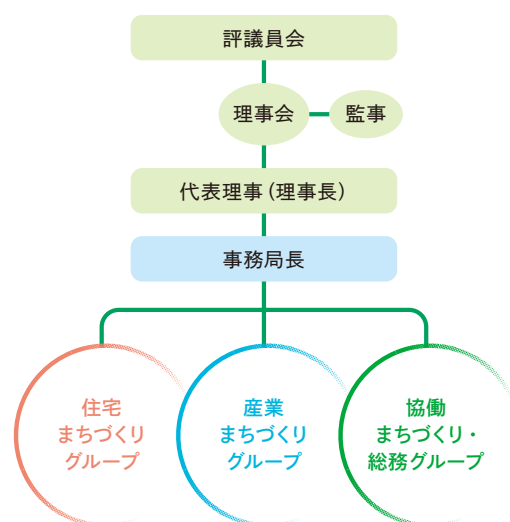 評議員会
理事会
監事
代表理事(理事長)
事務局長
住宅
まちづくり
グループ
産業
まちづくり
グループ
協働
まちづくり・
総務グループ